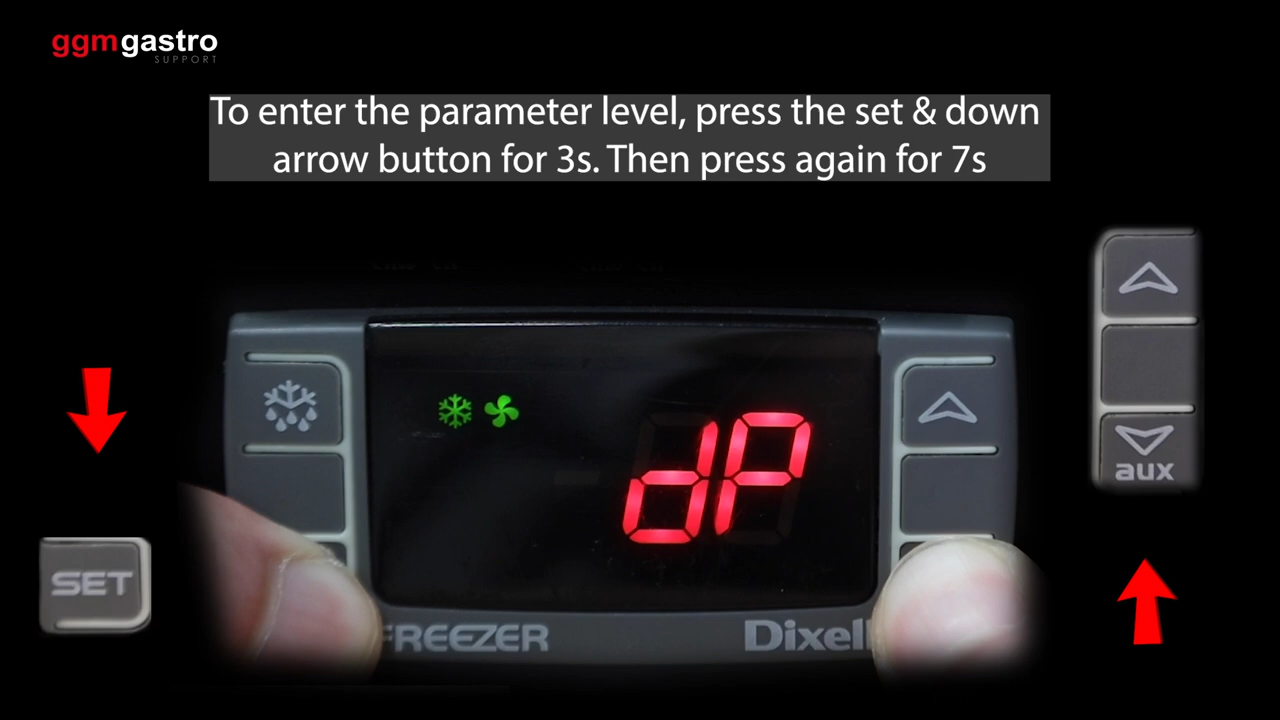 ggmgastro
SUPPORT
To enter the parameter level, press the set & down
arrow button for 3s. Then press again for 7s
dP
SET
aux
FREEZER
Dixell